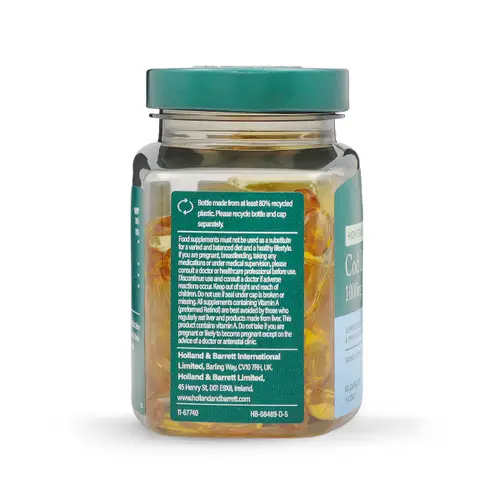 Bottle made from at least 80% recycled
plastic. Please recycle bottle and cap
separately.
Food supplements must not be used as a substitute
for a varied and balanced diet and a healthy lifestyle.
If you are pregnant, breastfeeding, taking any
medications or under medical supervision, please
consult a doctor or healthcare professional before use.
Discontinue use and consult a doctor if adverse
reactions occur. Keep out of sight and reach of
children. Do not use if seal under cap is broken or
missing. All supplements containing Vitamin A
(preformed Retinol) are best avoided by those who
regularly eat liver and products made from liver. This
product contains vitamin A. Do not take if you are
pregnant or likely to become pregnant except on the
advice of a doctor or antenatal clinic.
Holland & Barrett International
Limited, Barling Way, CV10 7RH, UK.
Holland & Barrett Limited,
45 Henry St, D01 E9X8, Ireland.
www.hollandandbarrett.com
11-67740 HB-68489-D-5
Cod
1000m